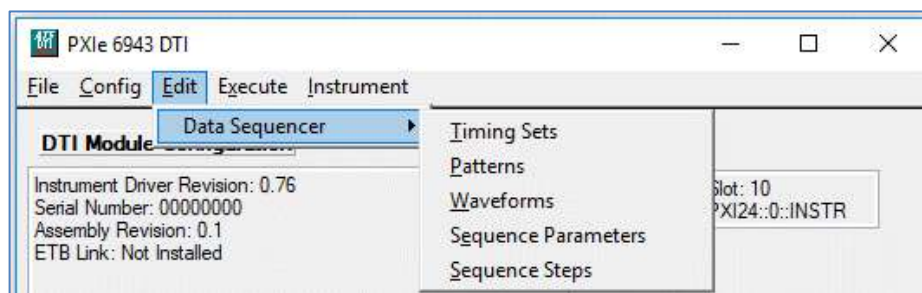 PXIe 6943 DTI
File Config Edit Execute Instrument
Data Sequencer
Timing Sets
Patterns
Waveforms
Sequence Parameters
Sequence Steps
DTI Module
Instrument Driver Revision: 0.76
Serial Number: 00000000
Assembly Revision: 0.1
ETB Link: Not Installed
Slot: 10
PXI24::0::INSTR